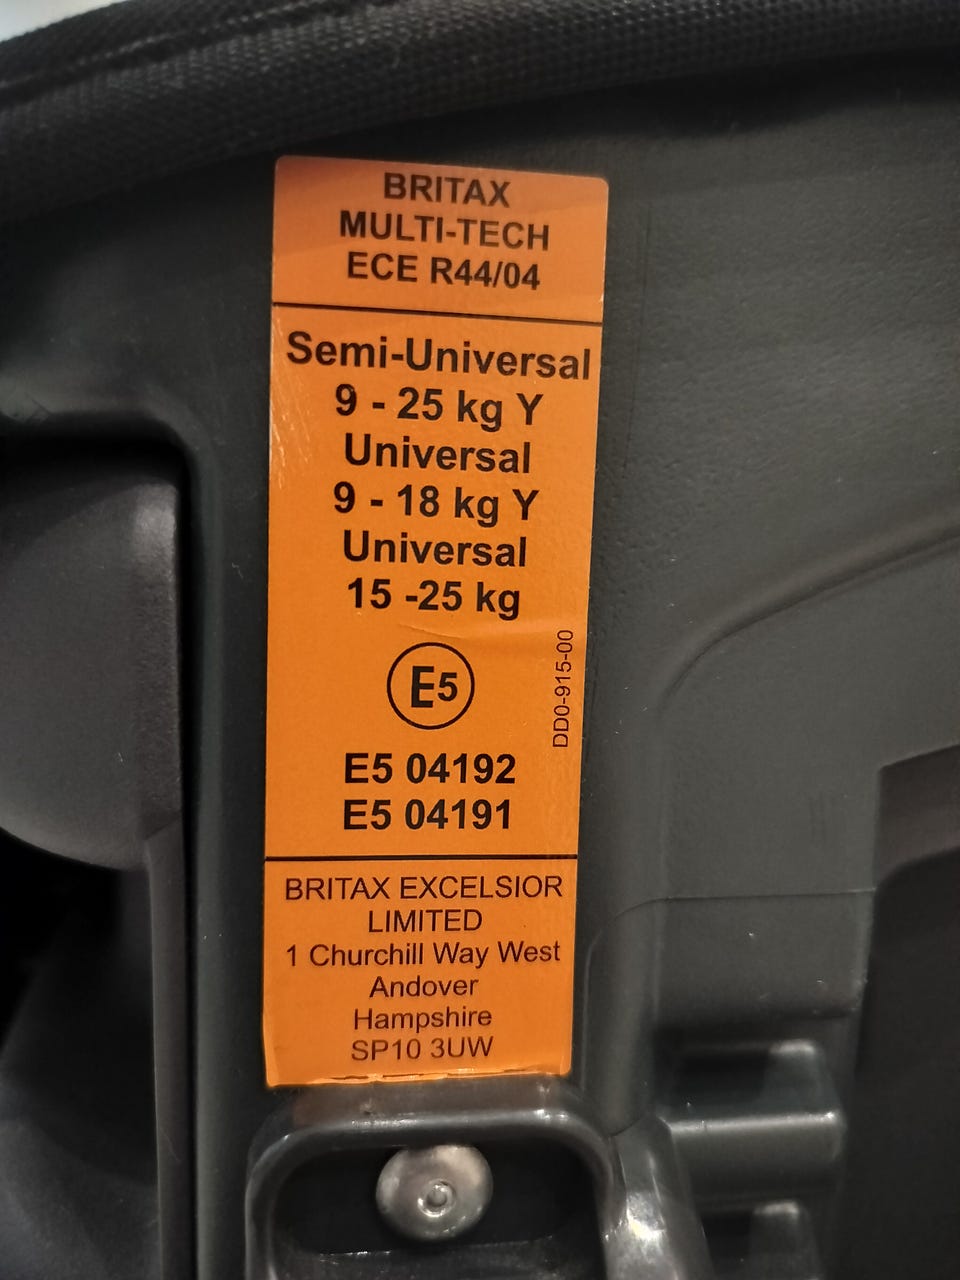 BRITAX
MULTI-TECH
ECE R44/04
Semi-Universal
9 - 25 kg Y
Universal
9 - 18 kg Y
Universal
15 -25 kg
E5
DD0-915-00
E5 04192
E5 04191
BRITAX EXCELSIOR
LIMITED
1 Churchill Way West
Andover
Hampshire
SP10 3UW